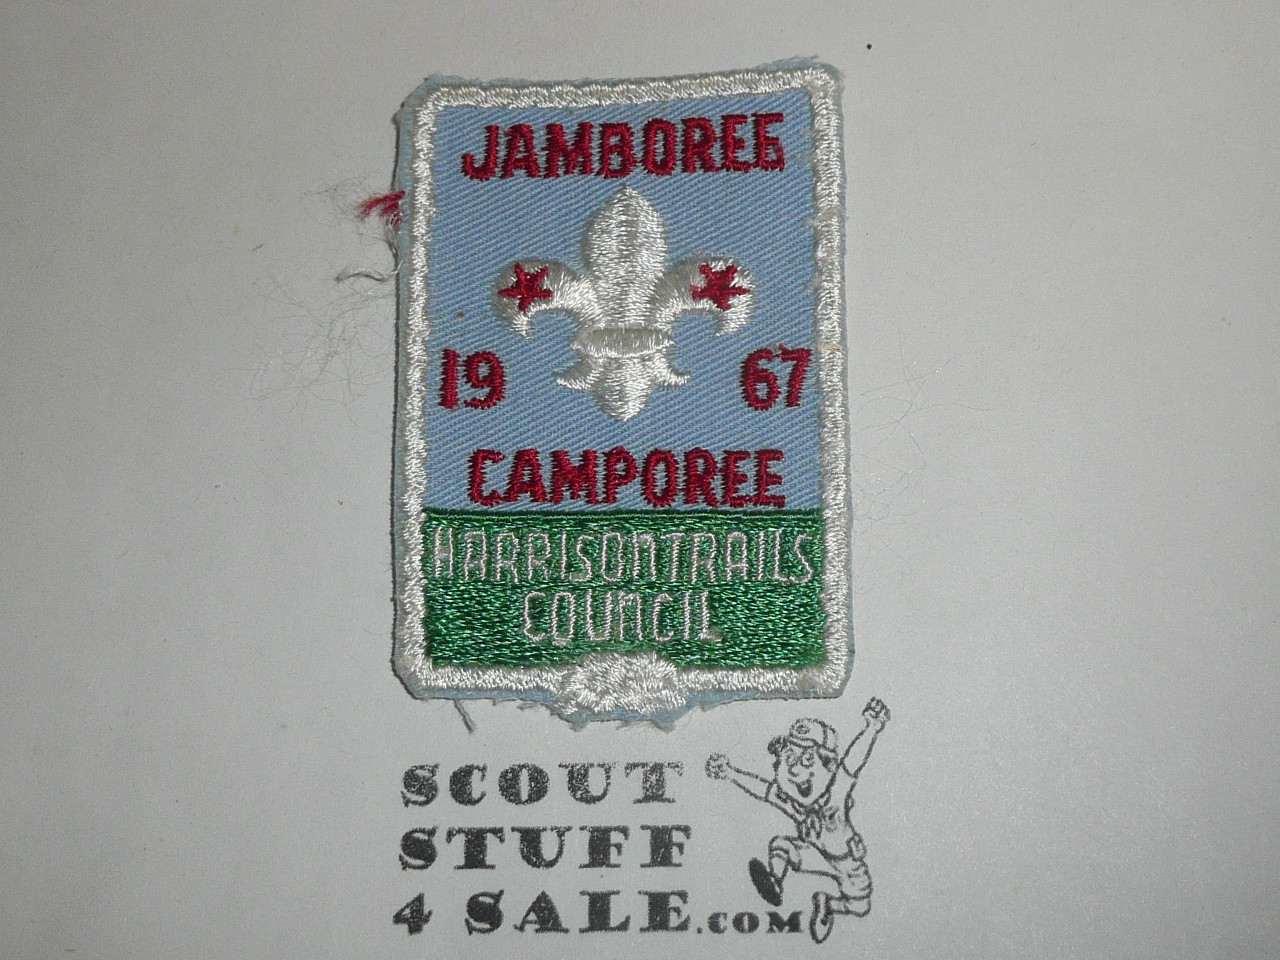 JAMBOREE
19 67
CAMPOREE
HARRISON TRAILS
COUNCIL
SCOUT
STUFF
4 SALE.COM